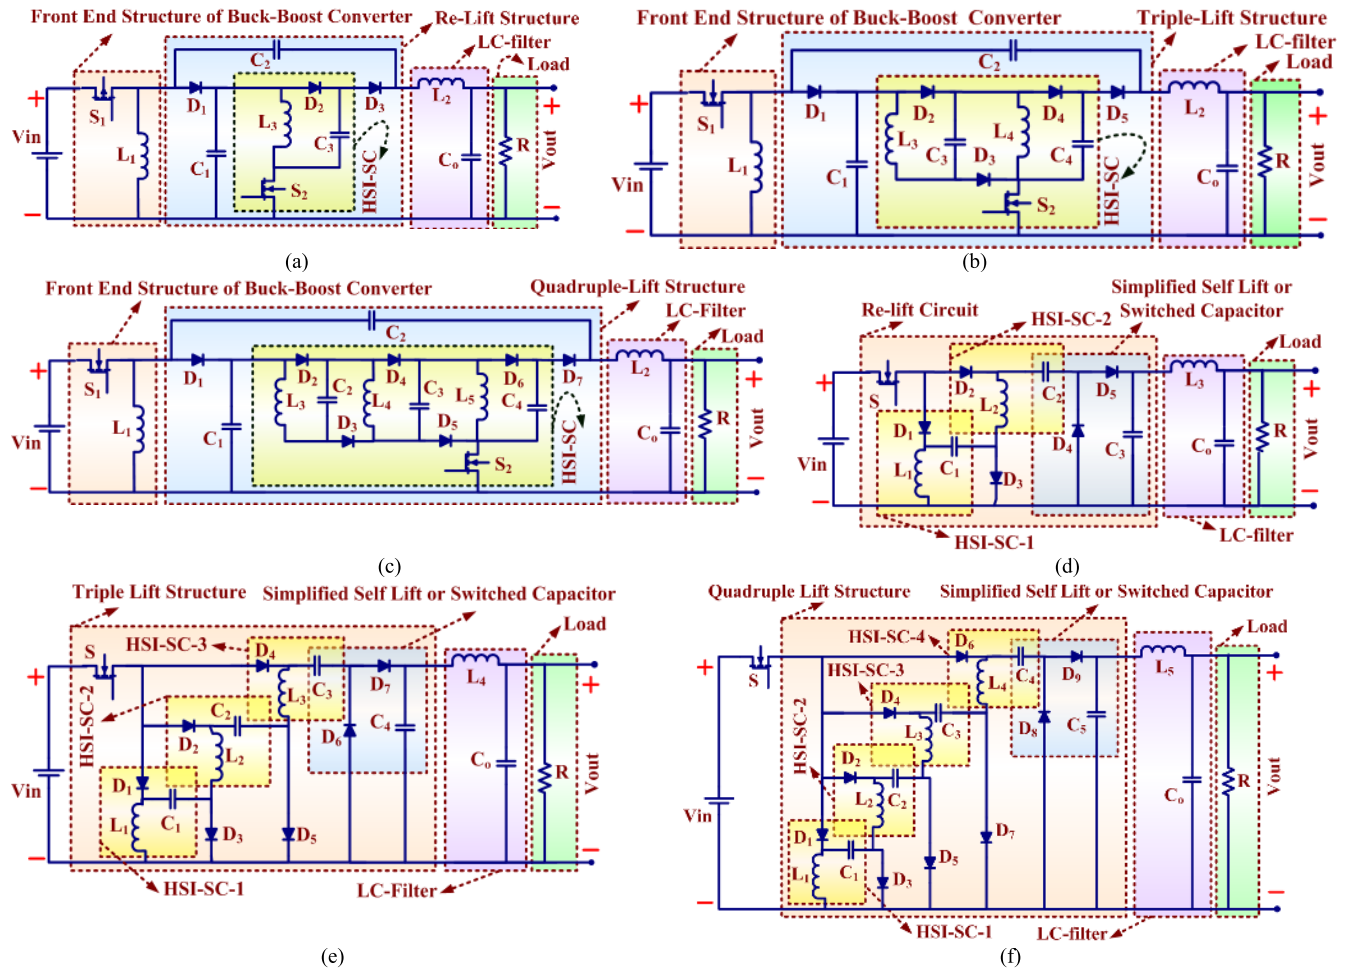 Front End Structure of Buck-Boost Converter
Re-Lift Structure
LC-filter
Load
C2
+
S1
D1
D2
D3
L2
+
Vin
L1
L3
C3
C1
S2
HSI-SC
Co
R
Vout
−
−
(a)
Front End Structure of Buck-Boost Converter
Triple-Lift Structure
LC-filter
Load
C2
+
S1
D1
D2
D4
D5
L2
+
Vin
L1
C1
L3
C3
D3
L4
C4
S2
HSI-SC
Co
R
Vout
−
−
(b)
Front End Structure of Buck-Boost Converter
Quadruple-Lift Structure
LC-Filter
Load
C2
+
S1
D1
D2
D4
D6
D7
L2
+
Vin
L1
C1
L3
C2
D3
L4
C3
D5
L5
C4
S2
HSI-SC
Co
R
Vout
−
−
(c)
Simplified Self Lift or
Switched Capacitor
Re-lift Circuit
HSI-SC-2
Load
+
S
D2
C2
D5
L3
+
D1
L2
Vin
L1
C1
D3
D4
C3
Co
R
Vout
−
−
HSI-SC-1
LC-filter
(d)
Triple Lift Structure
Simplified Self Lift or Switched Capacitor
Load
HSI-SC-3
+
S
D4
C3
D7
L4
+
HSI-SC-2
C2
L3
D2
L2
D6
C4
Vin
D1
L1
C1
D3
D5
Co
R
Vout
−
−
HSI-SC-1
LC-Filter
(e)
Quadruple Lift Structure
Simplified Self Lift or Switched Capacitor
Load
HSI-SC-4
D6
+
S
HSI-SC-3
C4
D9
L5
+
HSI-SC-2
D4
L4
L3
C3
D8
C5
D2
L2
C2
Vin
D1
L1
C1
D3
D5
D7
Co
R
Vout
−
−
HSI-SC-1
LC-filter
(f)